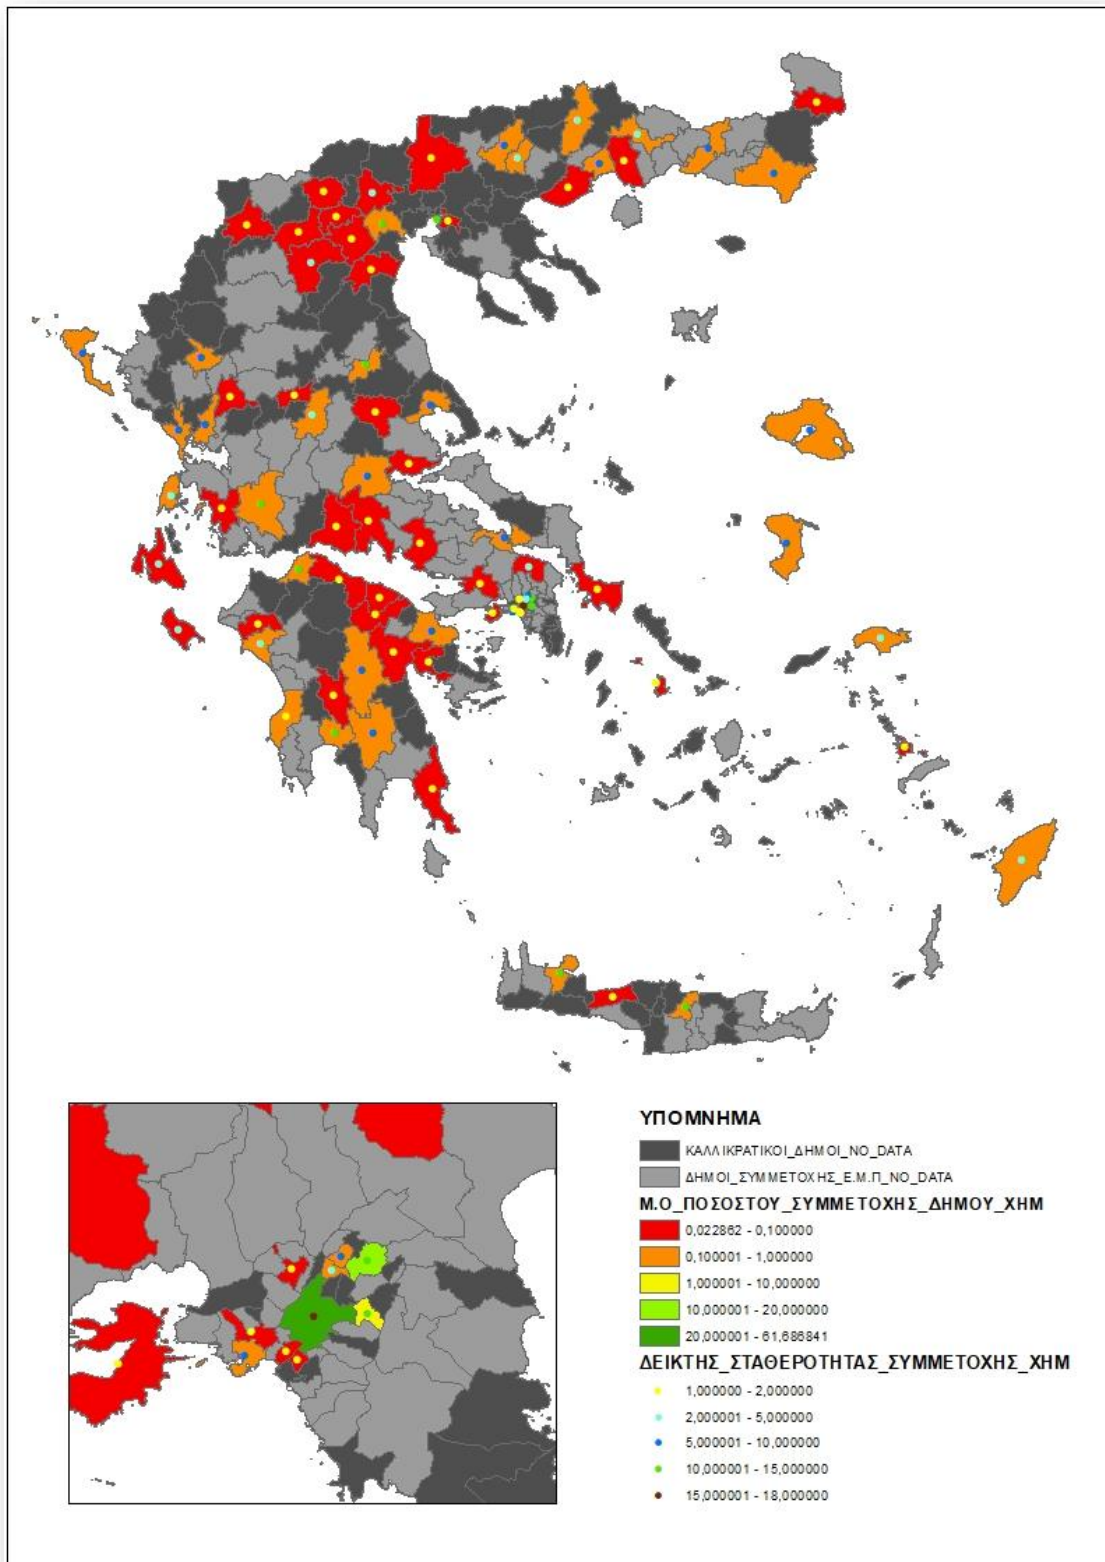 ΥΠΟΜΝΗΜΑ
ΚΑΛΛΙΚΡΑΤΙΚΟΙ_ΔΗΜΟΙ_NO_DATA
ΔΗΜΟΙ_ΣΥΜΜΕΤΟΧΗΣ_Ε.Μ.Π_NO_DATA
Μ.Ο_ΠΟΣΟΣΤΟΥ_ΣΥΜΜΕΤΟΧΗΣ_ΔΗΜΟΥ_ΧΗΜ
0,022862 - 0,100000
0,100001 - 1,000000
1,000001 - 10,000000
10,000001 - 20,000000
20,000001 - 61,686841
ΔΕΙΚΤΗΣ_ΣΤΑΘΕΡΟΤΗΤΑΣ_ΣΥΜΜΕΤΟΧΗΣ_ΧΗΜ
1,000000 - 2,000000
2,000001 - 5,000000
5,000001 - 10,000000
10,000001 - 15,000000
15,000001 - 18,000000